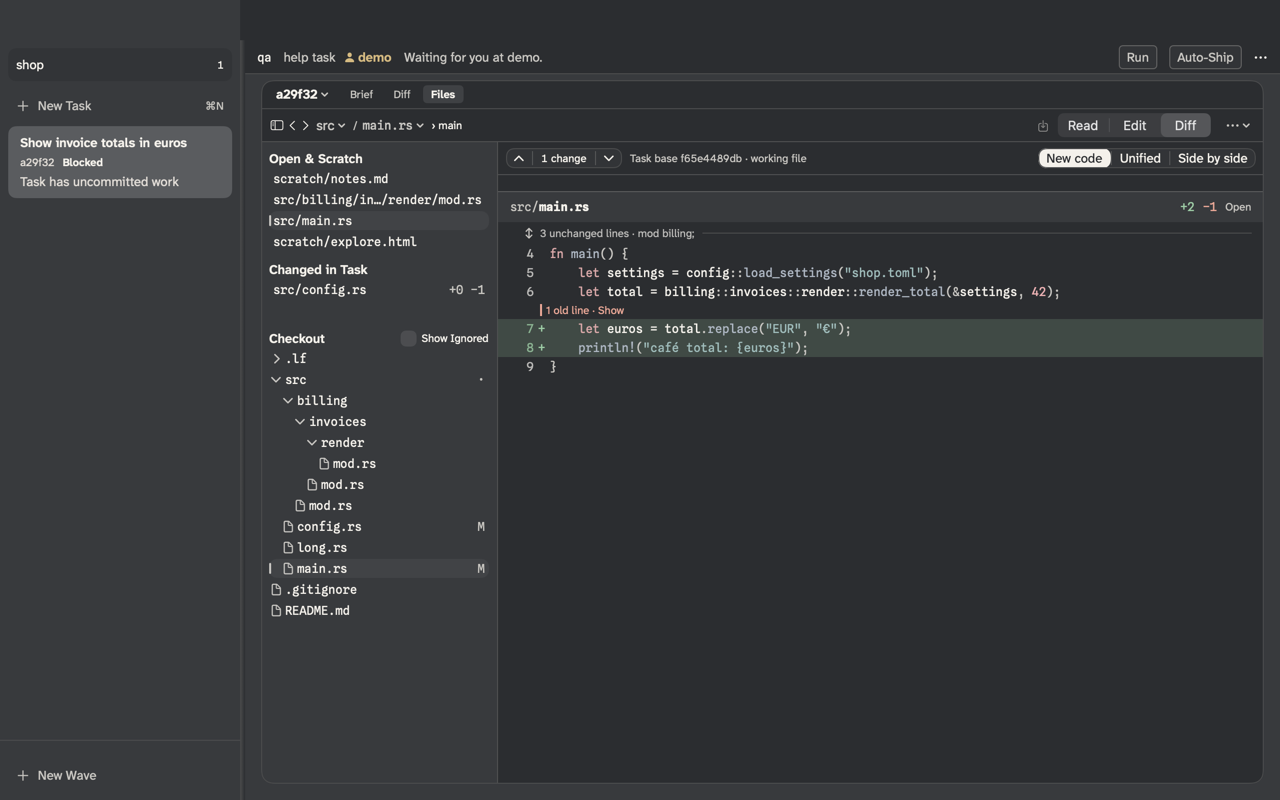 shop 1
New Task ⌘N
Show invoice totals in euros
a29f32 Blocked
Task has uncommitted work
New Wave
qa help task demo Waiting for you at demo. Run Auto-Ship ···
a29f32 Brief Diff Files
src / main.rs › main Read Edit Diff ···
Open & Scratch
scratch/notes.md
src/billing/in…/render/mod.rs
src/main.rs
scratch/explore.html
Changed in Task
src/config.rs +0 −1
Checkout Show Ignored
.lf
src ·
billing
invoices
render
mod.rs
mod.rs
mod.rs
config.rs M
long.rs
main.rs M
.gitignore
README.md
1 change Task base f65e4489db · working file New code Unified Side by side
src/main.rs +2 −1 Open
3 unchanged lines · mod billing;
4 fn main() {
5 let settings = config::load_settings("shop.toml");
6 let total = billing::invoices::render::render_total(&settings, 42);
1 old line · Show
7 + let euros = total.replace("EUR", "€");
8 + println!("café total: {euros}");
9 }